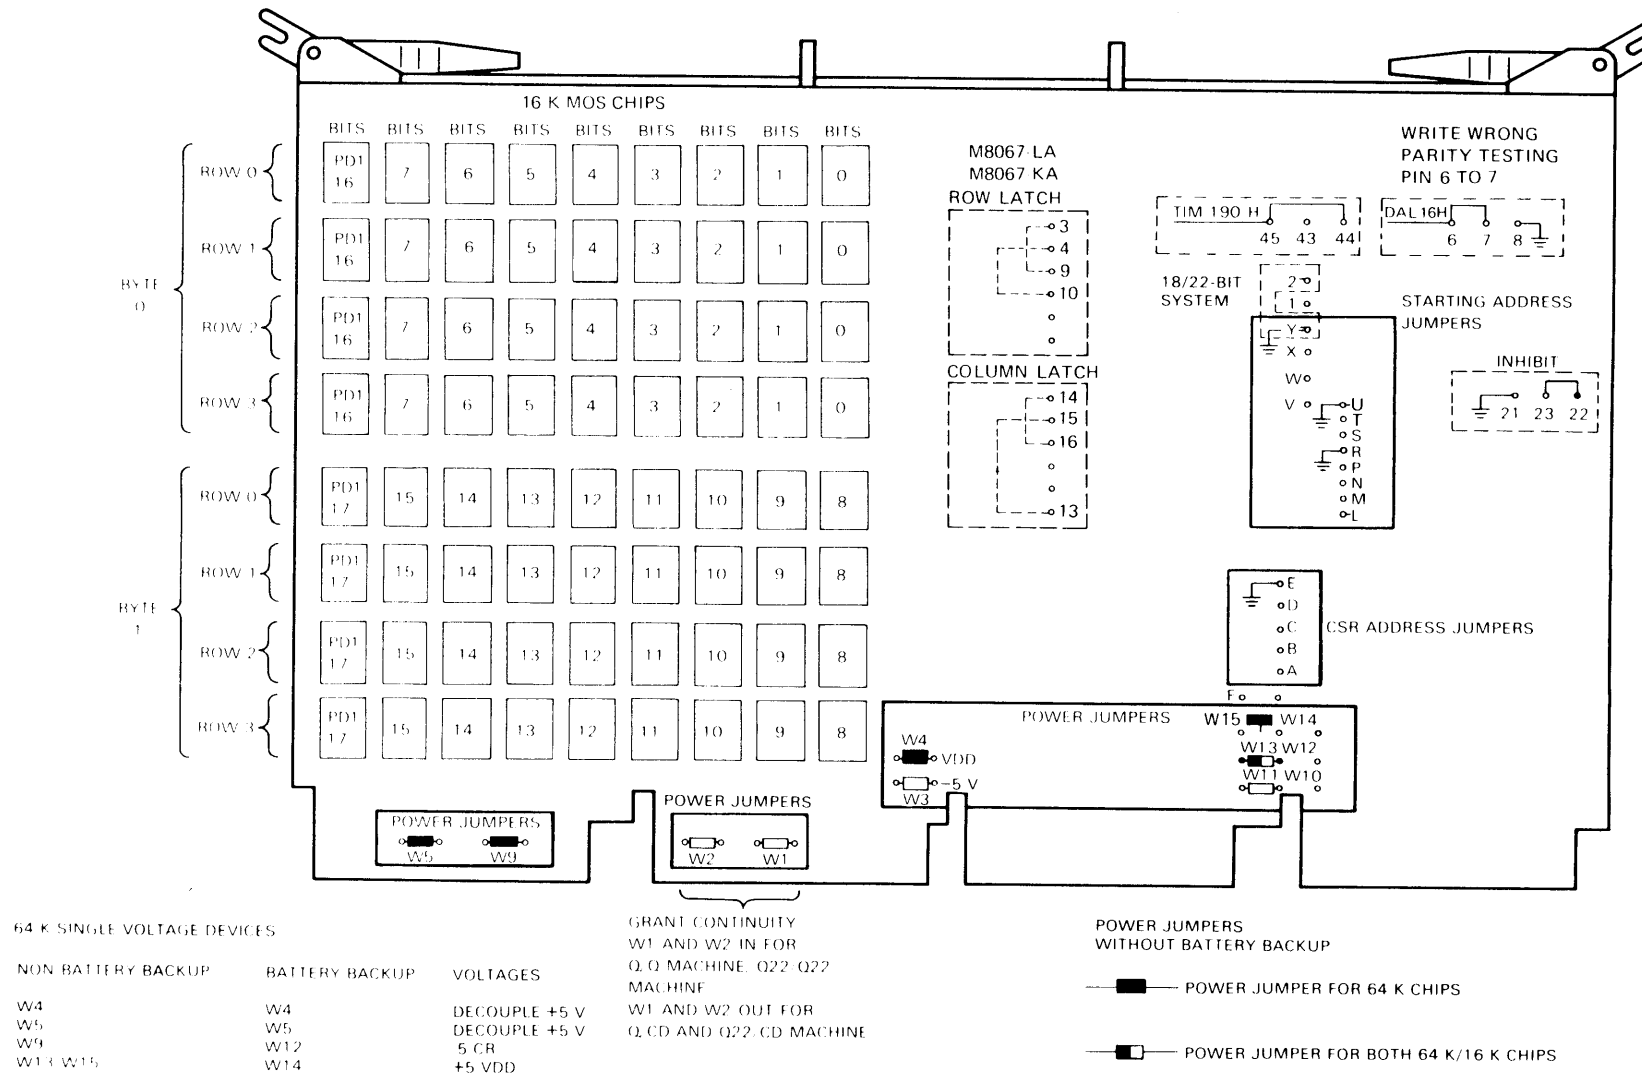 16 K MOS CHIPS
BITS BITS BITS BITS BITS BITS BITS BITS BITS
BYTE 0
ROW 0 PD1 16 7 6 5 4 3 2 1 0
ROW 1 PD1 16 7 6 5 4 3 2 1 0
ROW 2 PD1 16 7 6 5 4 3 2 1 0
ROW 3 PD1 16 7 6 5 4 3 2 1 0
BYTE 1
ROW 0 PD1 17 15 14 13 12 11 10 9 8
ROW 1 PD1 17 15 14 13 12 11 10 9 8
ROW 2 PD1 17 15 14 13 12 11 10 9 8
ROW 3 PD1 17 15 14 13 12 11 10 9 8
M8067-LA
M8067 KA
ROW LATCH
3
4
9
10
COLUMN LATCH
14
15
16
13
WRITE WRONG
PARITY TESTING
PIN 6 TO 7
TIM 190 H
45 43 44
DAL 16H
6 7 8
18/22-BIT
SYSTEM
2
1
Y
X
W
V
U
T
S
R
P
N
M
L
STARTING ADDRESS
JUMPERS
INHIBIT
21 23 22
E
D
C
B
A
CSR ADDRESS JUMPERS
F
POWER JUMPERS
W15 W14
W13 W12
W11 W10
W4
VDD
-5 V
W3
POWER JUMPERS
W5 W9
POWER JUMPERS
W2 W1
GRANT CONTINUITY
W1 AND W2 IN FOR
Q, Q MACHINE, Q22/Q22
MACHINE
W1 AND W2 OUT FOR
Q, CD AND Q22/CD MACHINE
64 K SINGLE VOLTAGE DEVICES
NON BATTERY BACKUP BATTERY BACKUP VOLTAGES
W4 W4 DECOUPLE +5 V
W5 W5 DECOUPLE +5 V
W9 W12 5 CR
W13 W15 W14 +5 VDD
POWER JUMPERS
WITHOUT BATTERY BACKUP
POWER JUMPER FOR 64 K CHIPS
POWER JUMPER FOR BOTH 64 K/16 K CHIPS